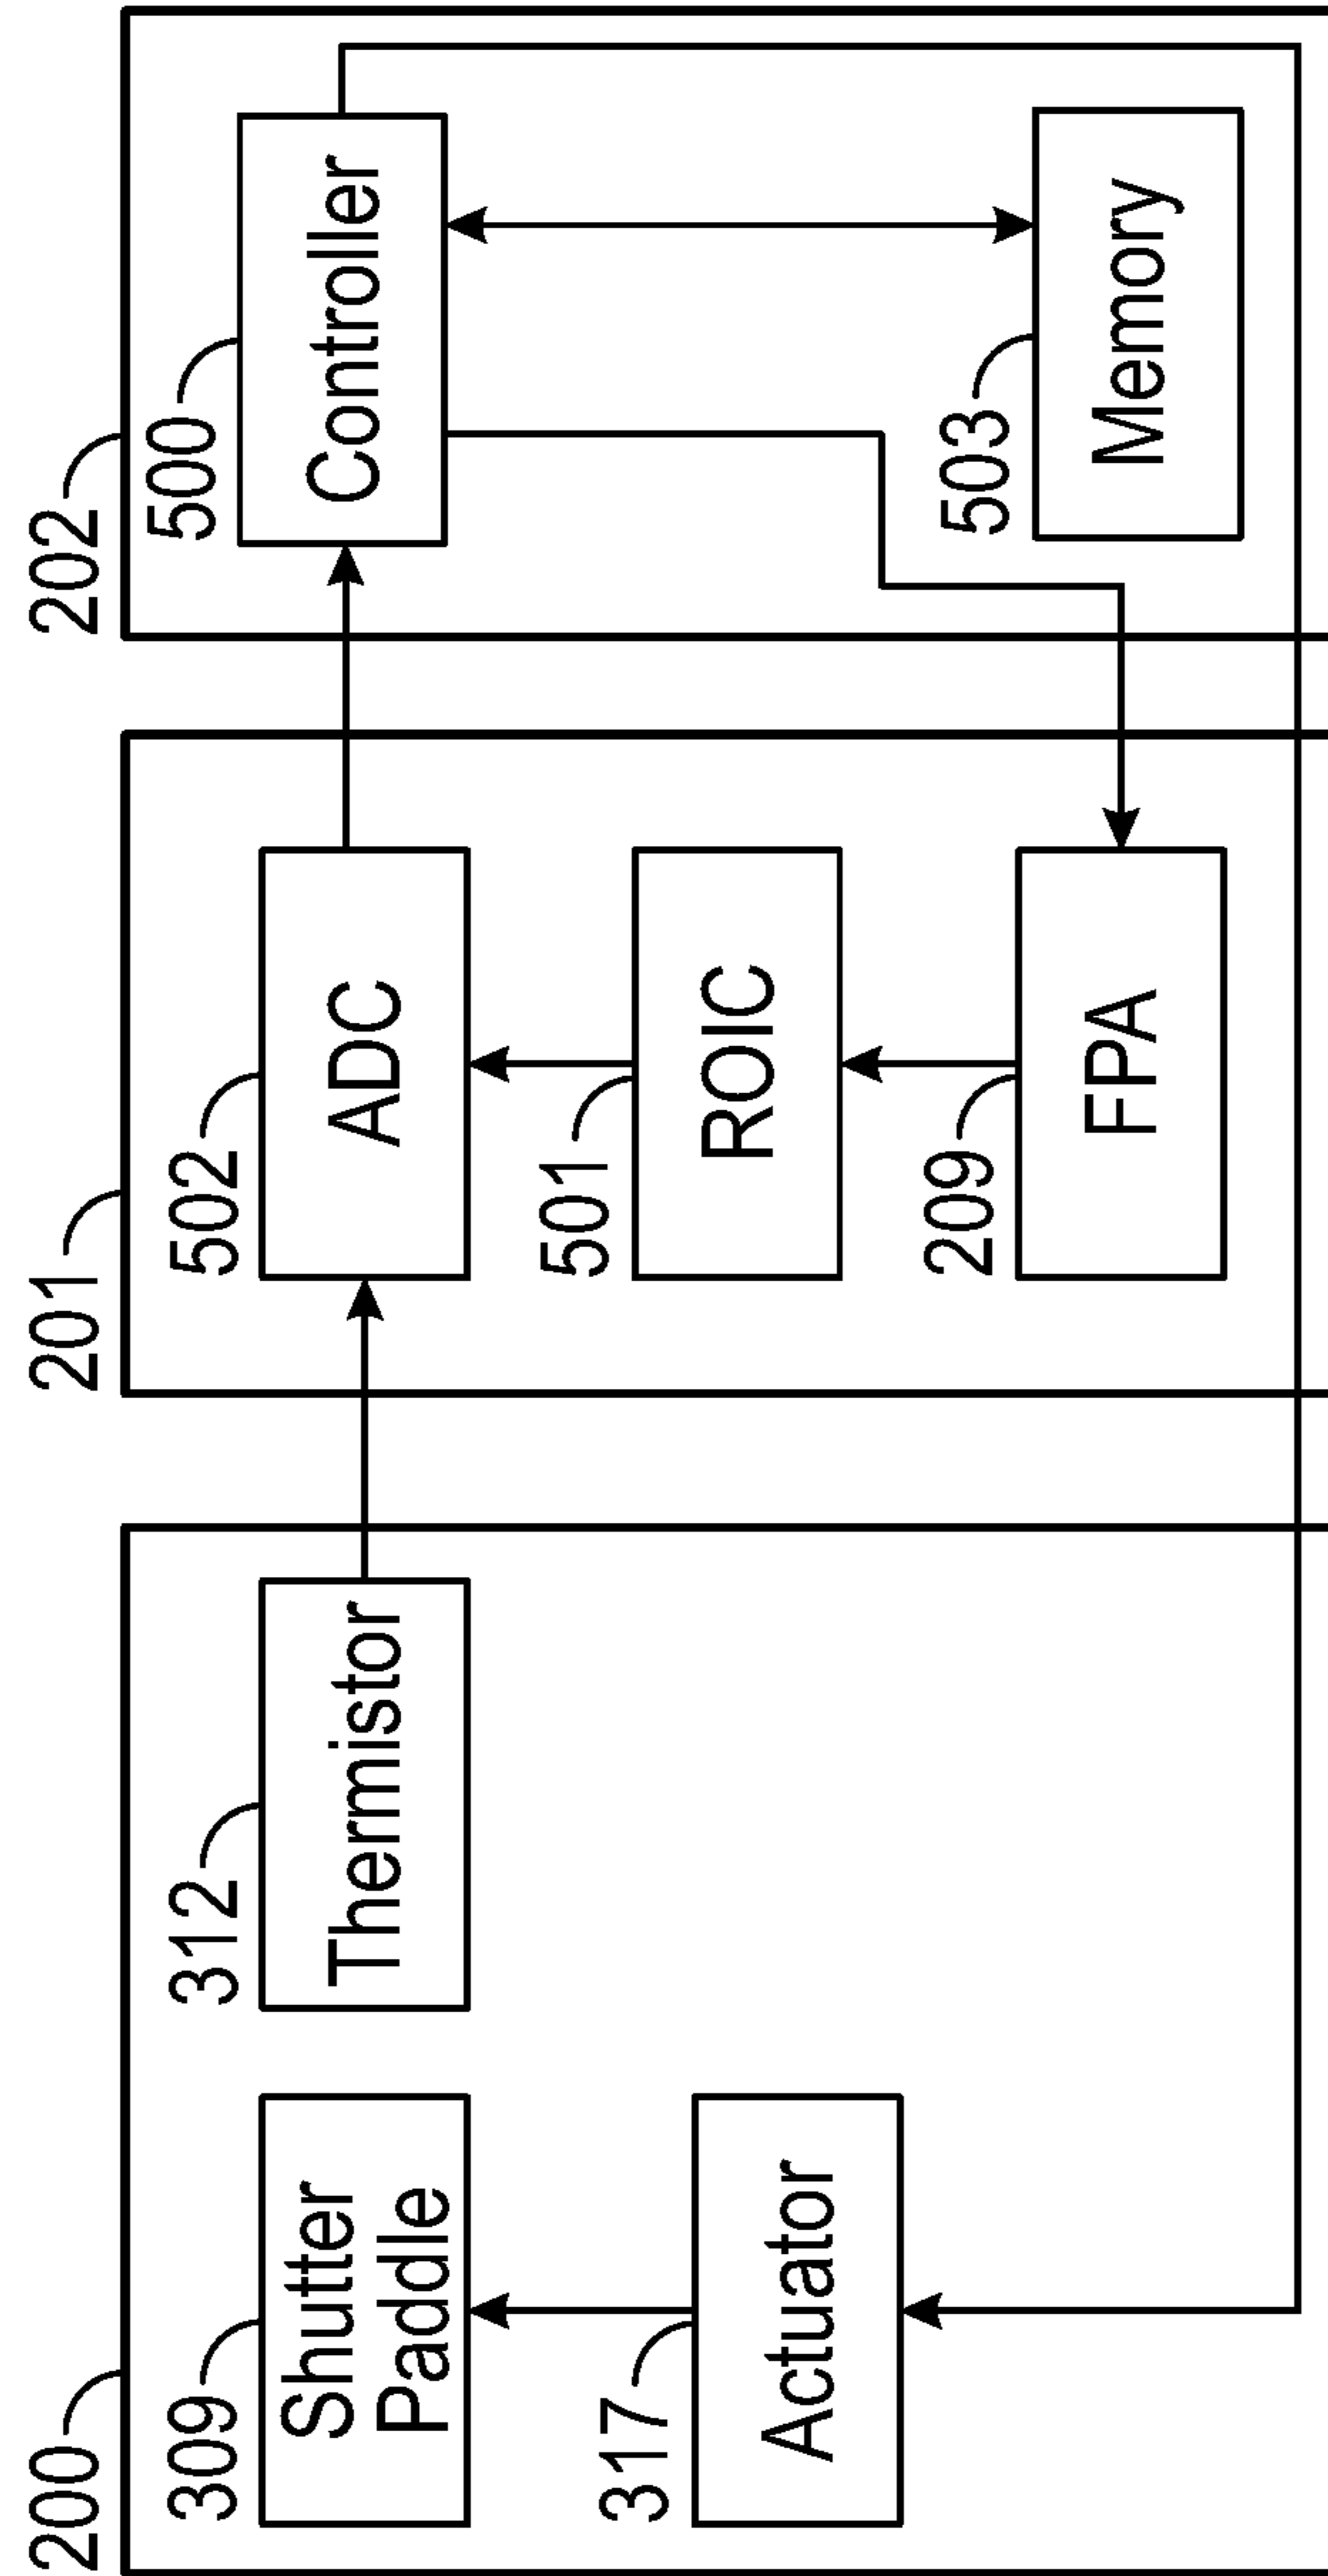 200
201
202
309
Shutter
Paddle
312
Thermistor
502
ADC
500
Controller
317
Actuator
501
ROIC
209
FPA
503
Memory